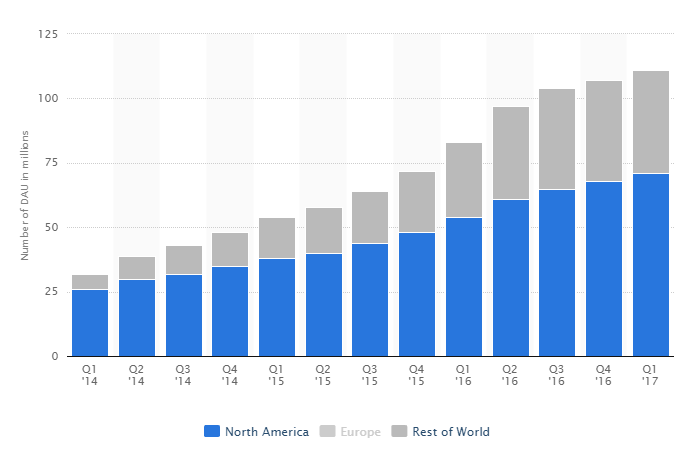 125
100
75
50
25
0
Number of DAU in millions
Q1 '14
Q2 '14
Q3 '14
Q4 '14
Q1 '15
Q2 '15
Q3 '15
Q4 '15
Q1 '16
Q2 '16
Q3 '16
Q4 '16
Q1 '17
North America
Europe
Rest of World